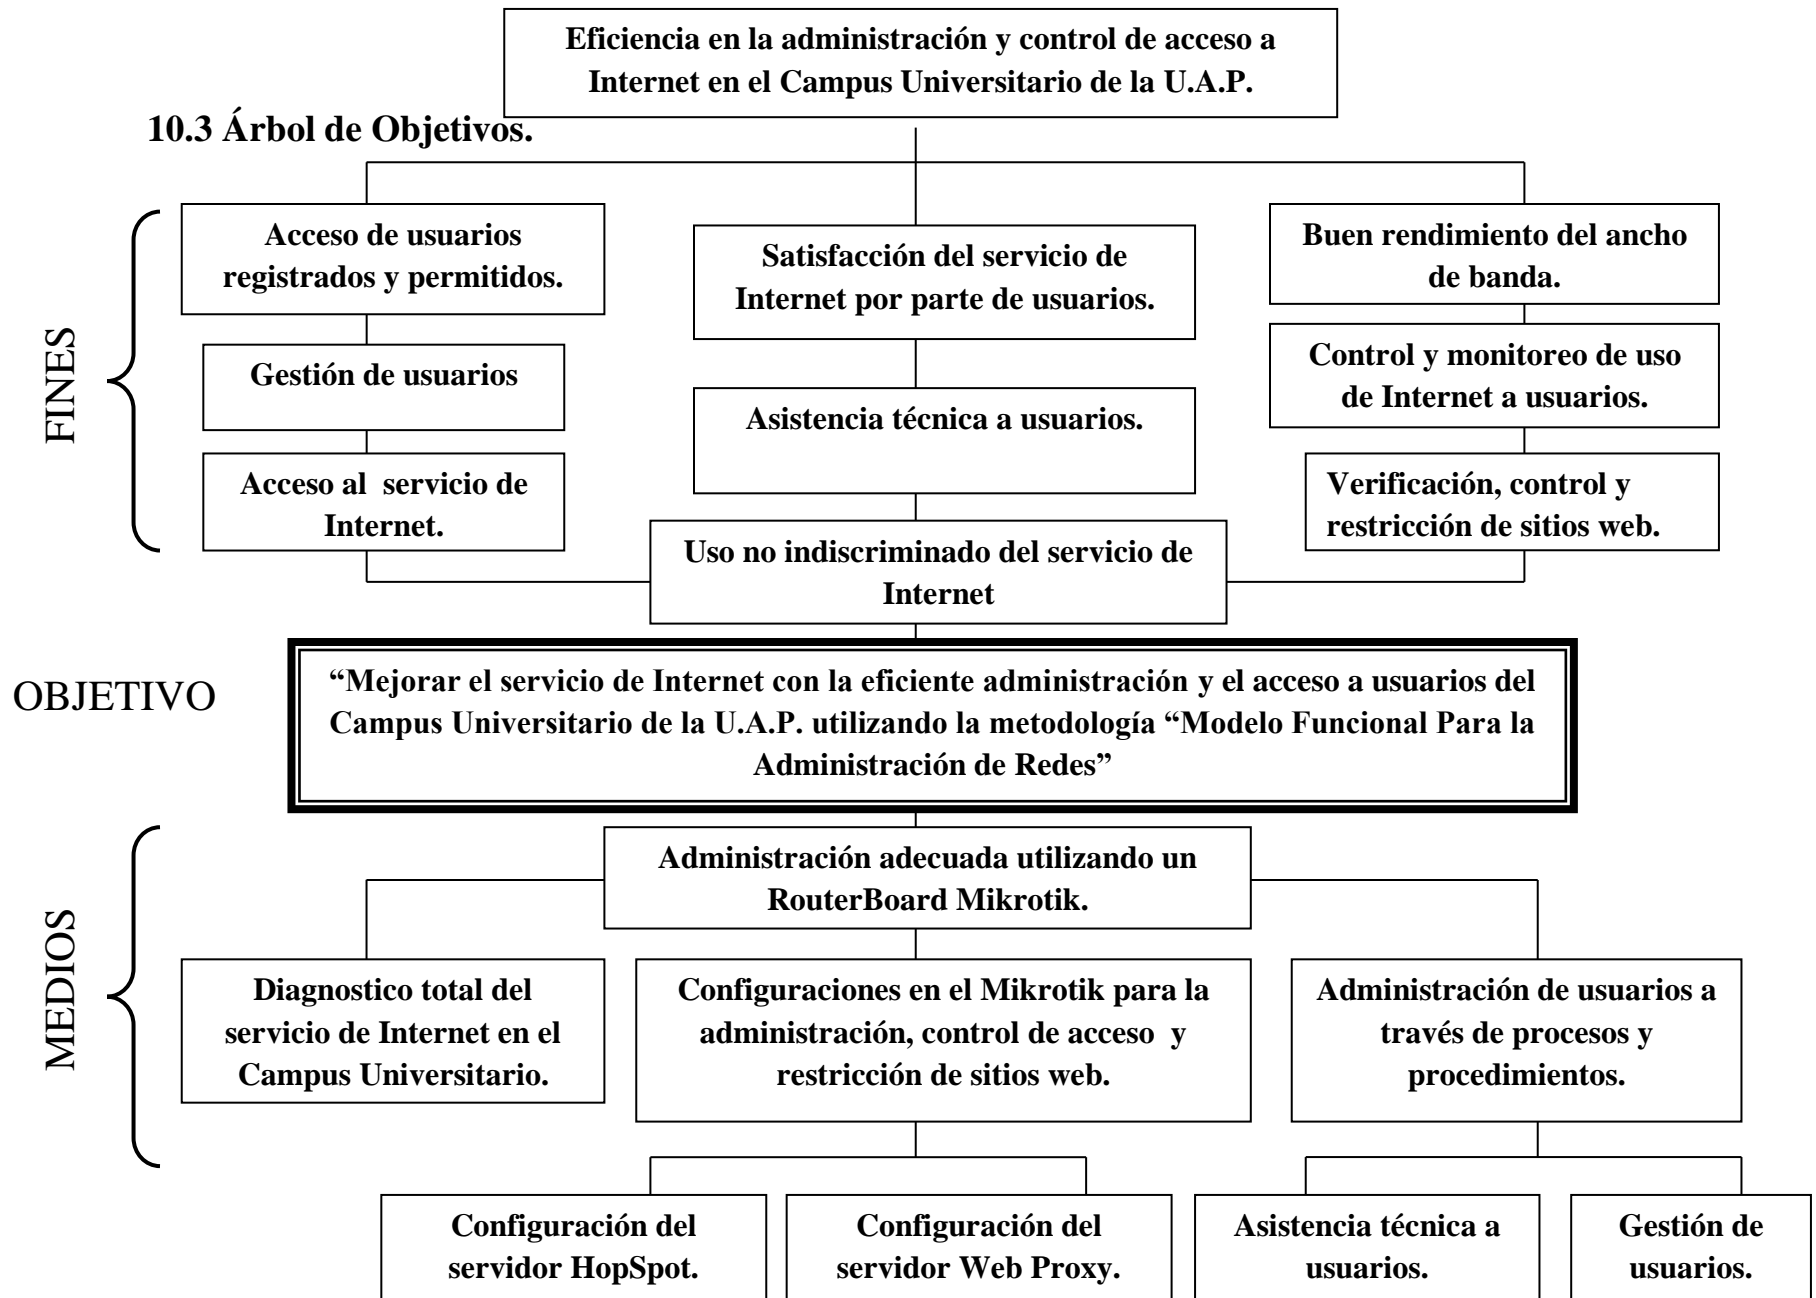 Eficiencia en la administración y control de acceso a
Internet en el Campus Universitario de la U.A.P.
10.3 Árbol de Objetivos.
FINES
Acceso de usuarios
registrados y permitidos.
Satisfacción del servicio de
Internet por parte de usuarios.
Buen rendimiento del ancho
de banda.
Gestión de usuarios
Asistencia técnica a usuarios.
Control y monitoreo de uso
de Internet a usuarios.
Acceso al servicio de
Internet.
Verificación, control y
restricción de sitios web.
Uso no indiscriminado del servicio de
Internet
OBJETIVO
“Mejorar el servicio de Internet con la eficiente administración y el acceso a usuarios del
Campus Universitario de la U.A.P. utilizando la metodología “Modelo Funcional Para la
Administración de Redes”
MEDIOS
Administración adecuada utilizando un
RouterBoard Mikrotik.
Diagnostico total del
servicio de Internet en el
Campus Universitario.
Configuraciones en el Mikrotik para la
administración, control de acceso y
restricción de sitios web.
Administración de usuarios a
través de procesos y
procedimientos.
Configuración del
servidor HopSpot.
Configuración del
servidor Web Proxy.
Asistencia técnica a
usuarios.
Gestión de
usuarios.